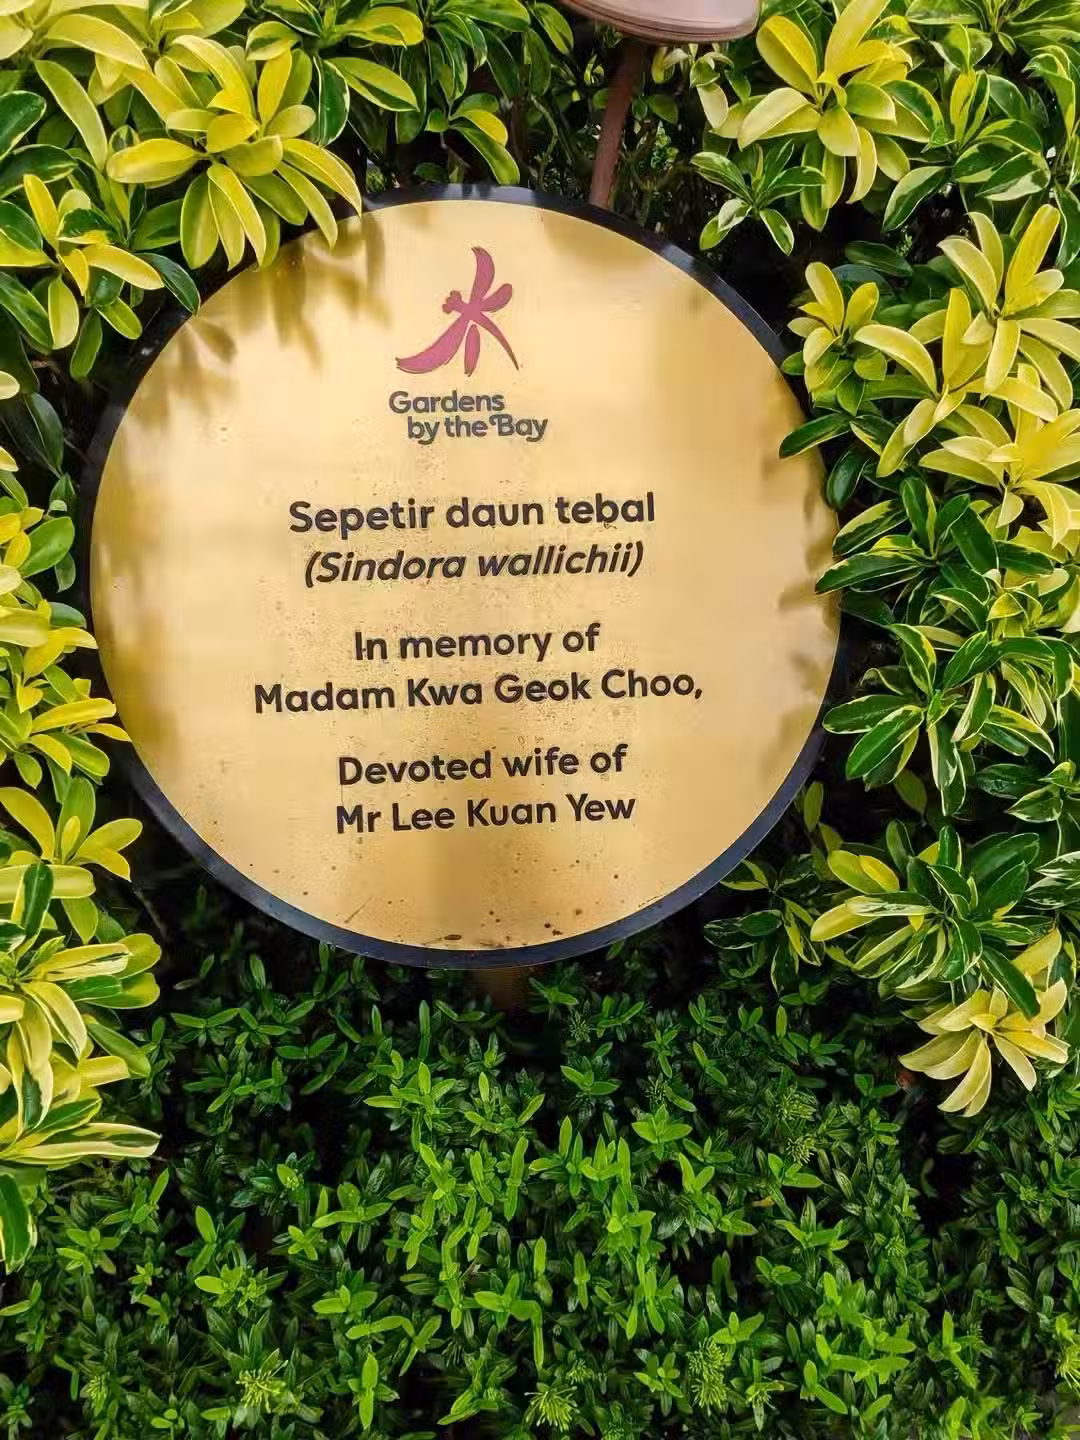 Gardens
by the Bay
Sepetir daun tebal
(Sindora wallichii)
In memory of
Madam Kwa Geok Choo,
Devoted wife of
Mr Lee Kuan Yew